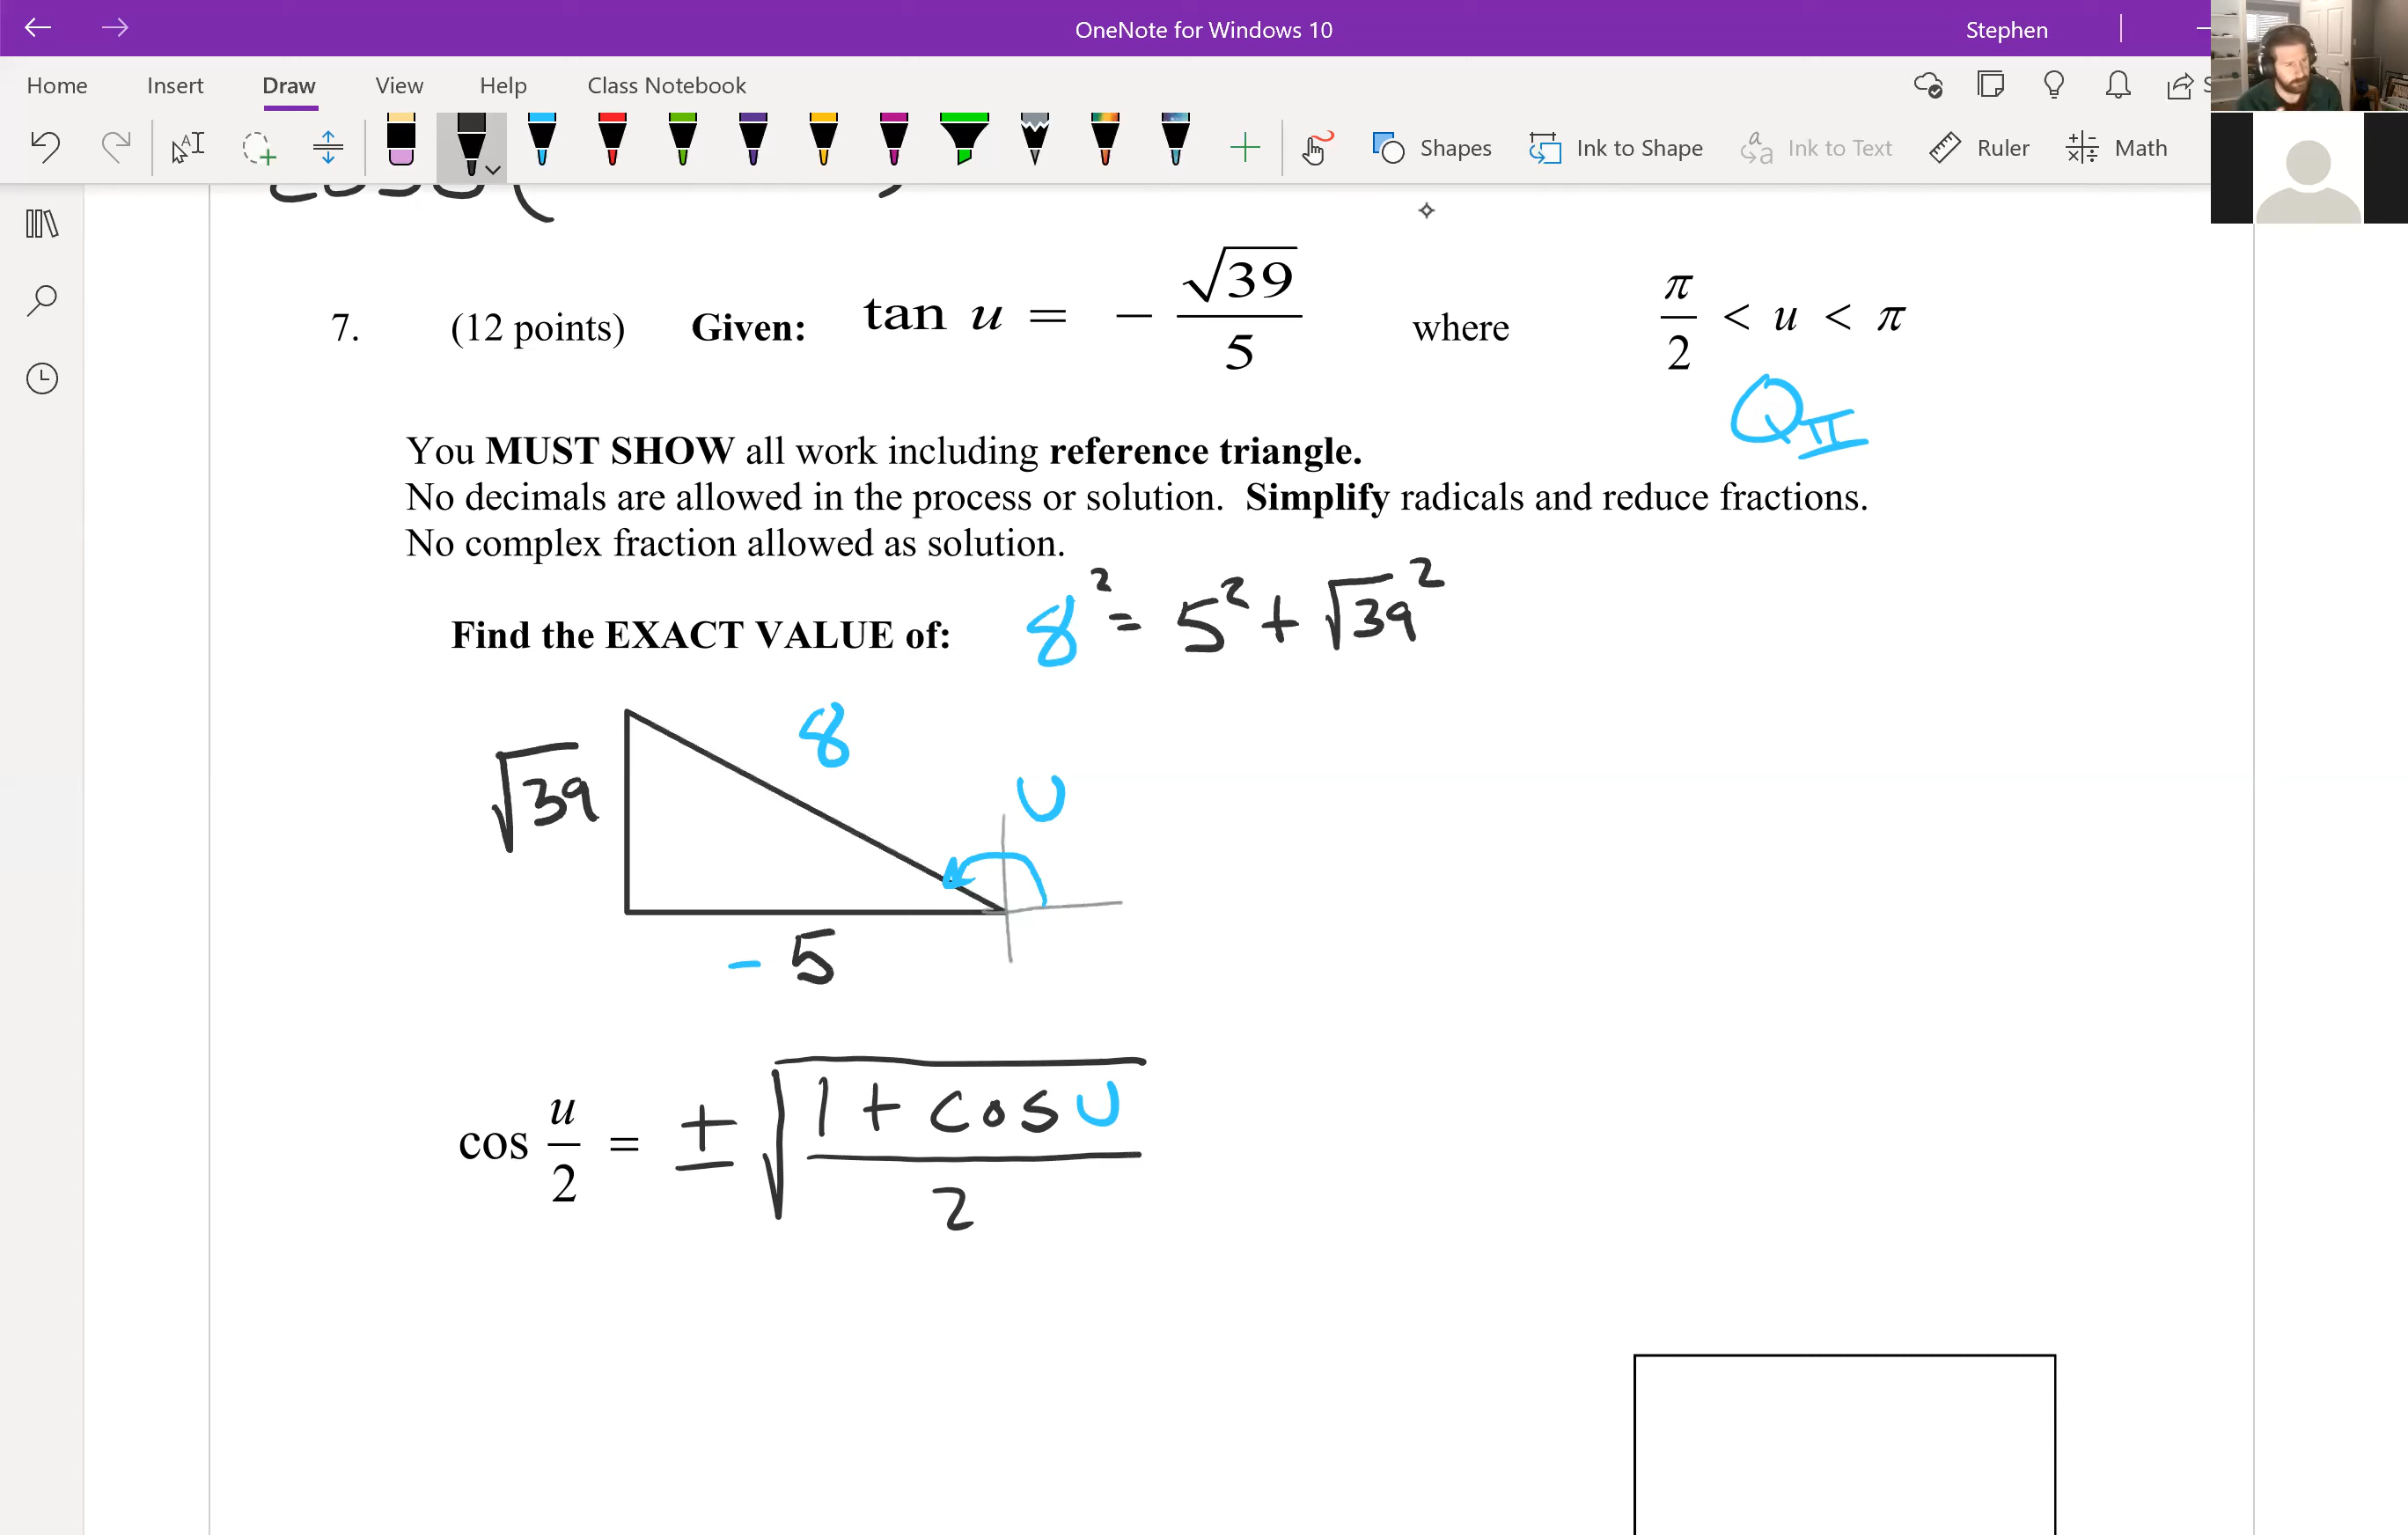 OneNote for Windows 10
Stephen
Home Insert Draw View Help Class Notebook
Shapes Ink to Shape Ink to Text Ruler Math
7. (12 points) Given: tan u = - √39/5 where π/2 < u < π
Q II
You MUST SHOW all work including reference triangle.
No decimals are allowed in the process or solution. Simplify radicals and reduce fractions.
No complex fraction allowed as solution.
Find the EXACT VALUE of: 8² = 5² + √39²
8
√39
U
- 5
cos u/2 = ± √((1 + cos U)/2)